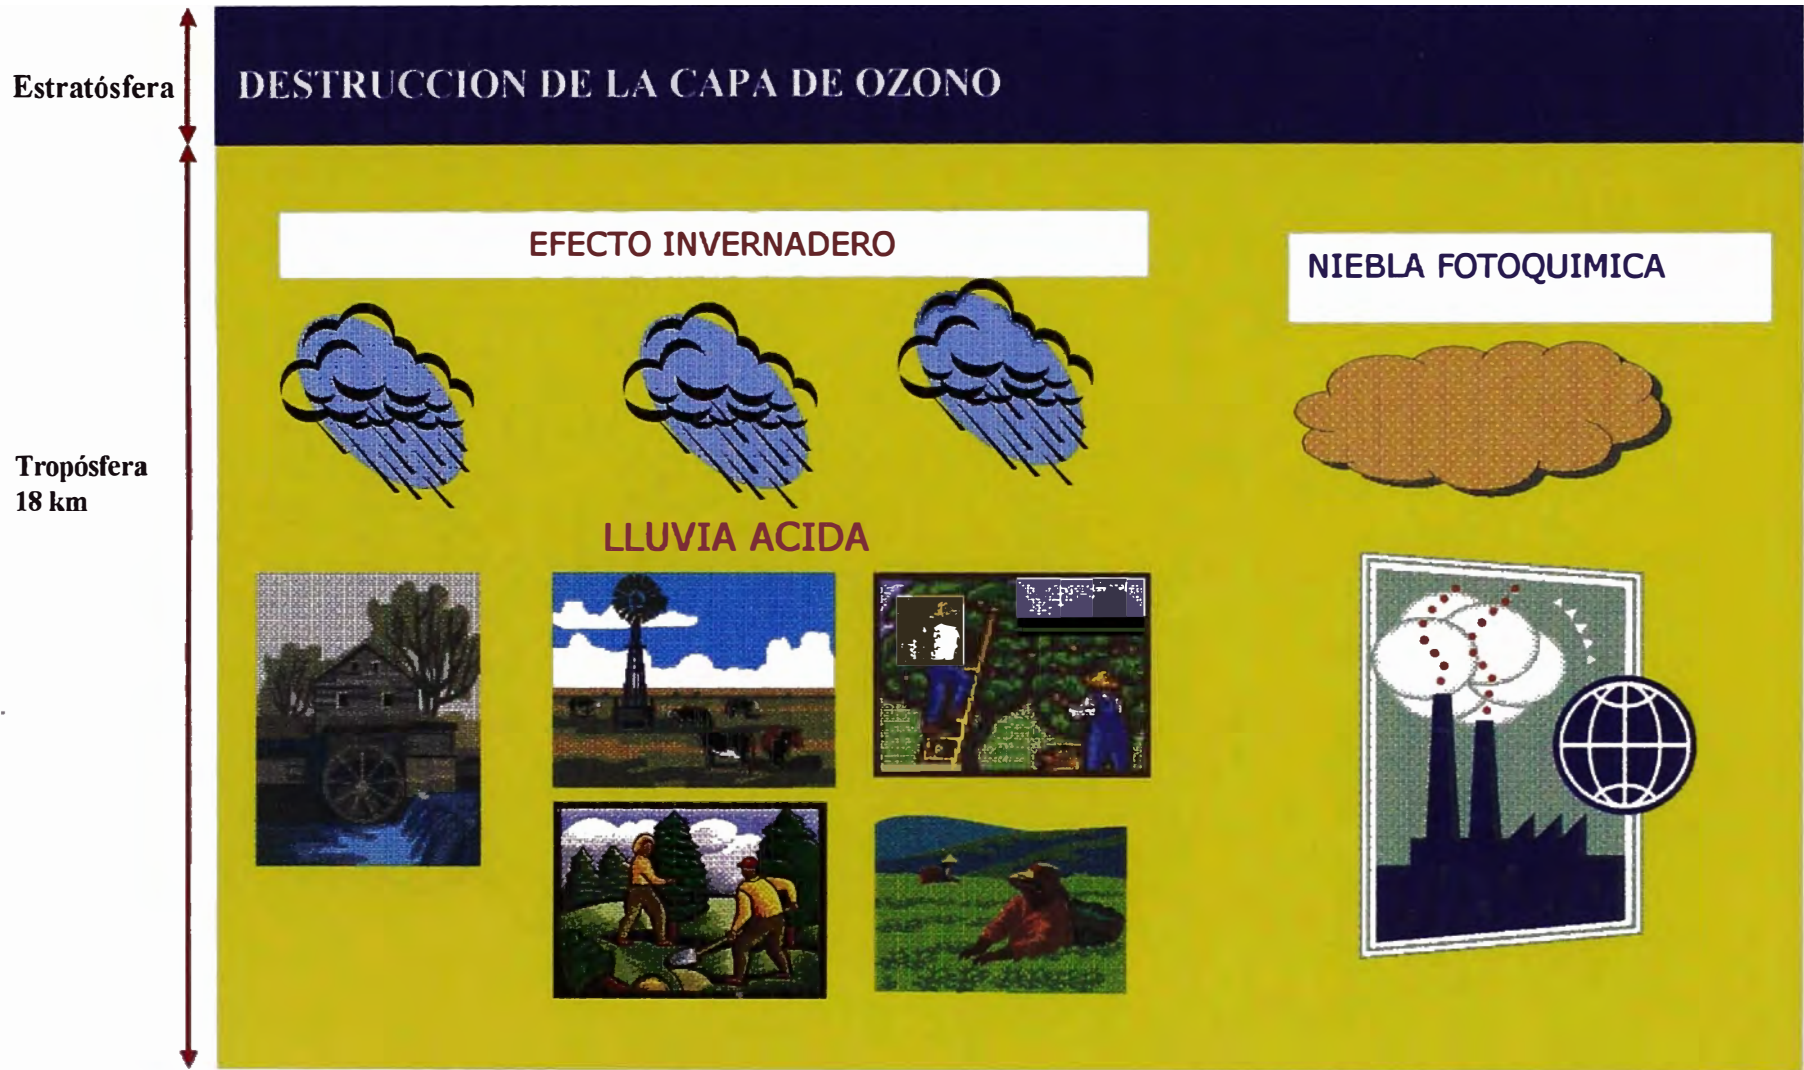 Estratósfera
DESTRUCCION DE LA CAPA DE OZONO
EFECTO INVERNADERO
NIEBLA FOTOQUIMICA
Tropósfera
18 km
LLUVIA ACIDA